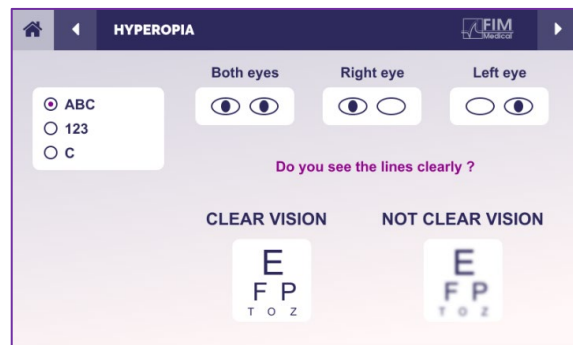 HYPEROPIA
FIM
Medical
Both eyes Right eye Left eye
ABC
123
C
Do you see the lines clearly ?
CLEAR VISION NOT CLEAR VISION
E
F P
T O Z
E
F P
T O Z